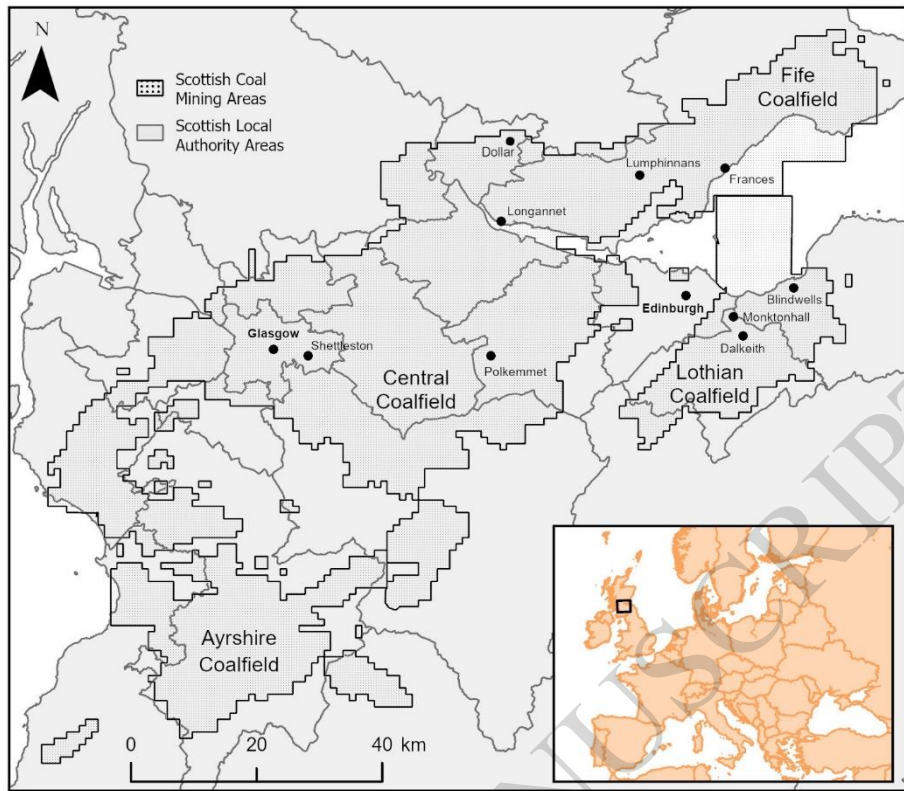 N
Scottish Coal
Mining Areas
Scottish Local
Authority Areas
Fife
Coalfield
Dollar
Lumphinnans
Frances
Longannet
Blindwells
Edinburgh
Monktonhall
Glasgow
Shettleston
Dalkeith
Polkemmet
Central
Coalfield
Lothian
Coalfield
Ayrshire
Coalfield
0 20 40 km
NUSCRIPT